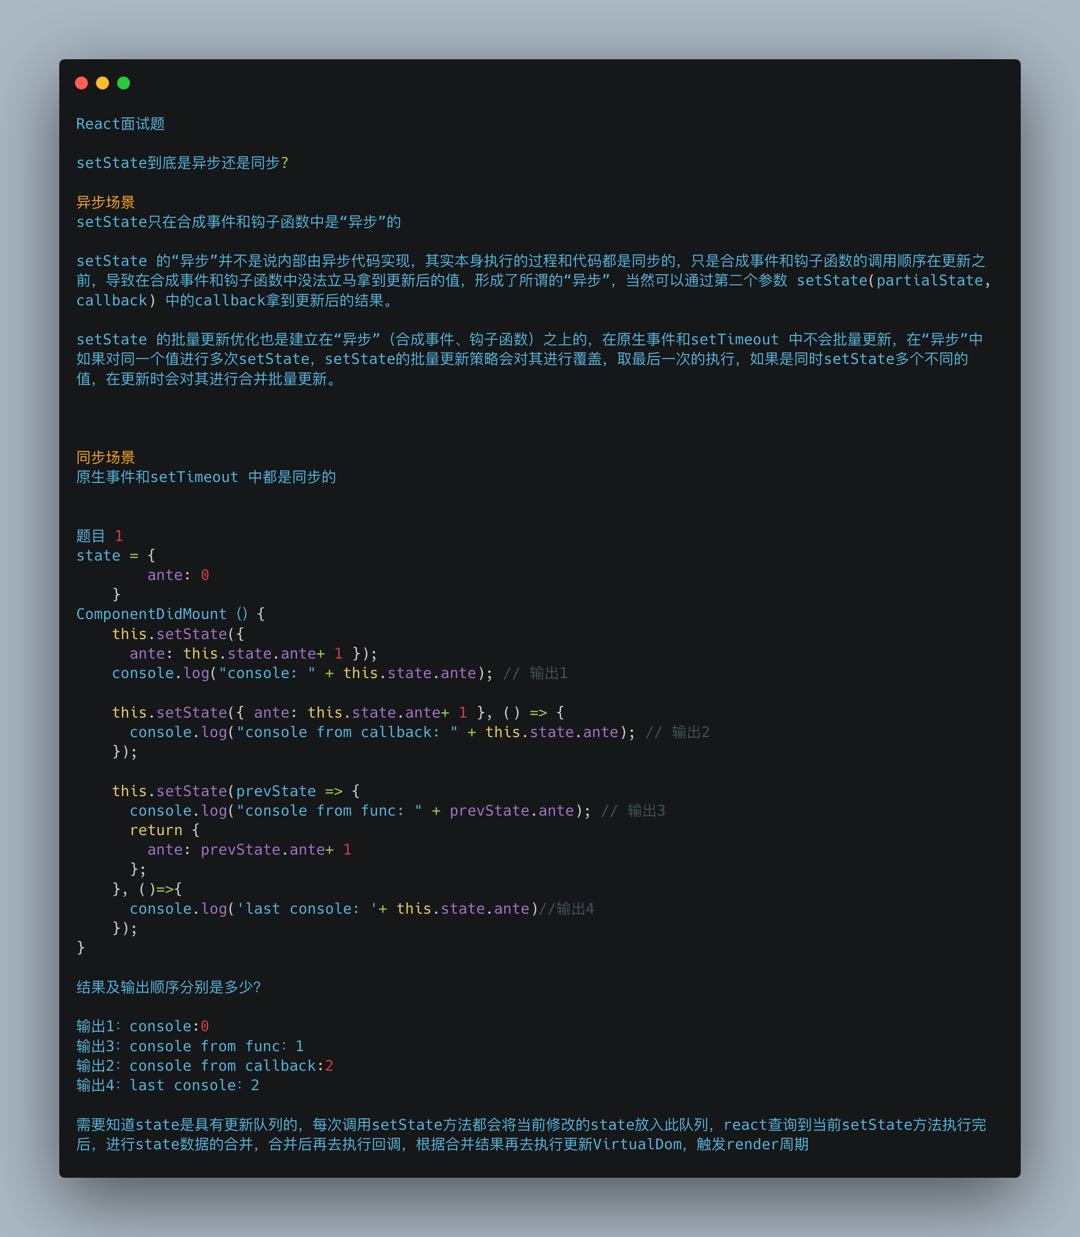 React面试题
setState到底是异步还是同步?
异步场景
setState只在合成事件和钩子函数中是“异步”的
setState 的“异步”并不是说内部由异步代码实现，其实本身执行的过程和代码都是同步的，只是合成事件和钩子函数的调用顺序在更新之
前，导致在合成事件和钩子函数中没法立马拿到更新后的值，形成了所谓的“异步”，当然可以通过第二个参数 setState(partialState,
callback) 中的callback拿到更新后的结果。
setState 的批量更新优化也是建立在“异步”（合成事件、钩子函数）之上的，在原生事件和setTimeout 中不会批量更新，在“异步”中
如果对同一个值进行多次setState，setState的批量更新策略会对其进行覆盖，取最后一次的执行，如果是同时setState多个不同的
值，在更新时会对其进行合并批量更新。
同步场景
原生事件和setTimeout 中都是同步的
题目 1
state = {
        ante: 0
    }
ComponentDidMount（）{
    this.setState({
      ante: this.state.ante+ 1 });
    console.log("console: " + this.state.ante); // 输出1
    this.setState({ ante: this.state.ante+ 1 }, () => {
      console.log("console from callback: " + this.state.ante); // 输出2
    });
    this.setState(prevState => {
      console.log("console from func: " + prevState.ante); // 输出3
      return {
        ante: prevState.ante+ 1
      };
    }, ()=>{
      console.log('last console: '+ this.state.ante)//输出4
    });
}
结果及输出顺序分别是多少？
输出1：console:0
输出3：console from func：1
输出2：console from callback:2
输出4：last console：2
需要知道state是具有更新队列的，每次调用setState方法都会将当前修改的state放入此队列，react查询到当前setState方法执行完
后，进行state数据的合并，合并后再去执行回调，根据合并结果再去执行更新VirtualDom，触发render周期